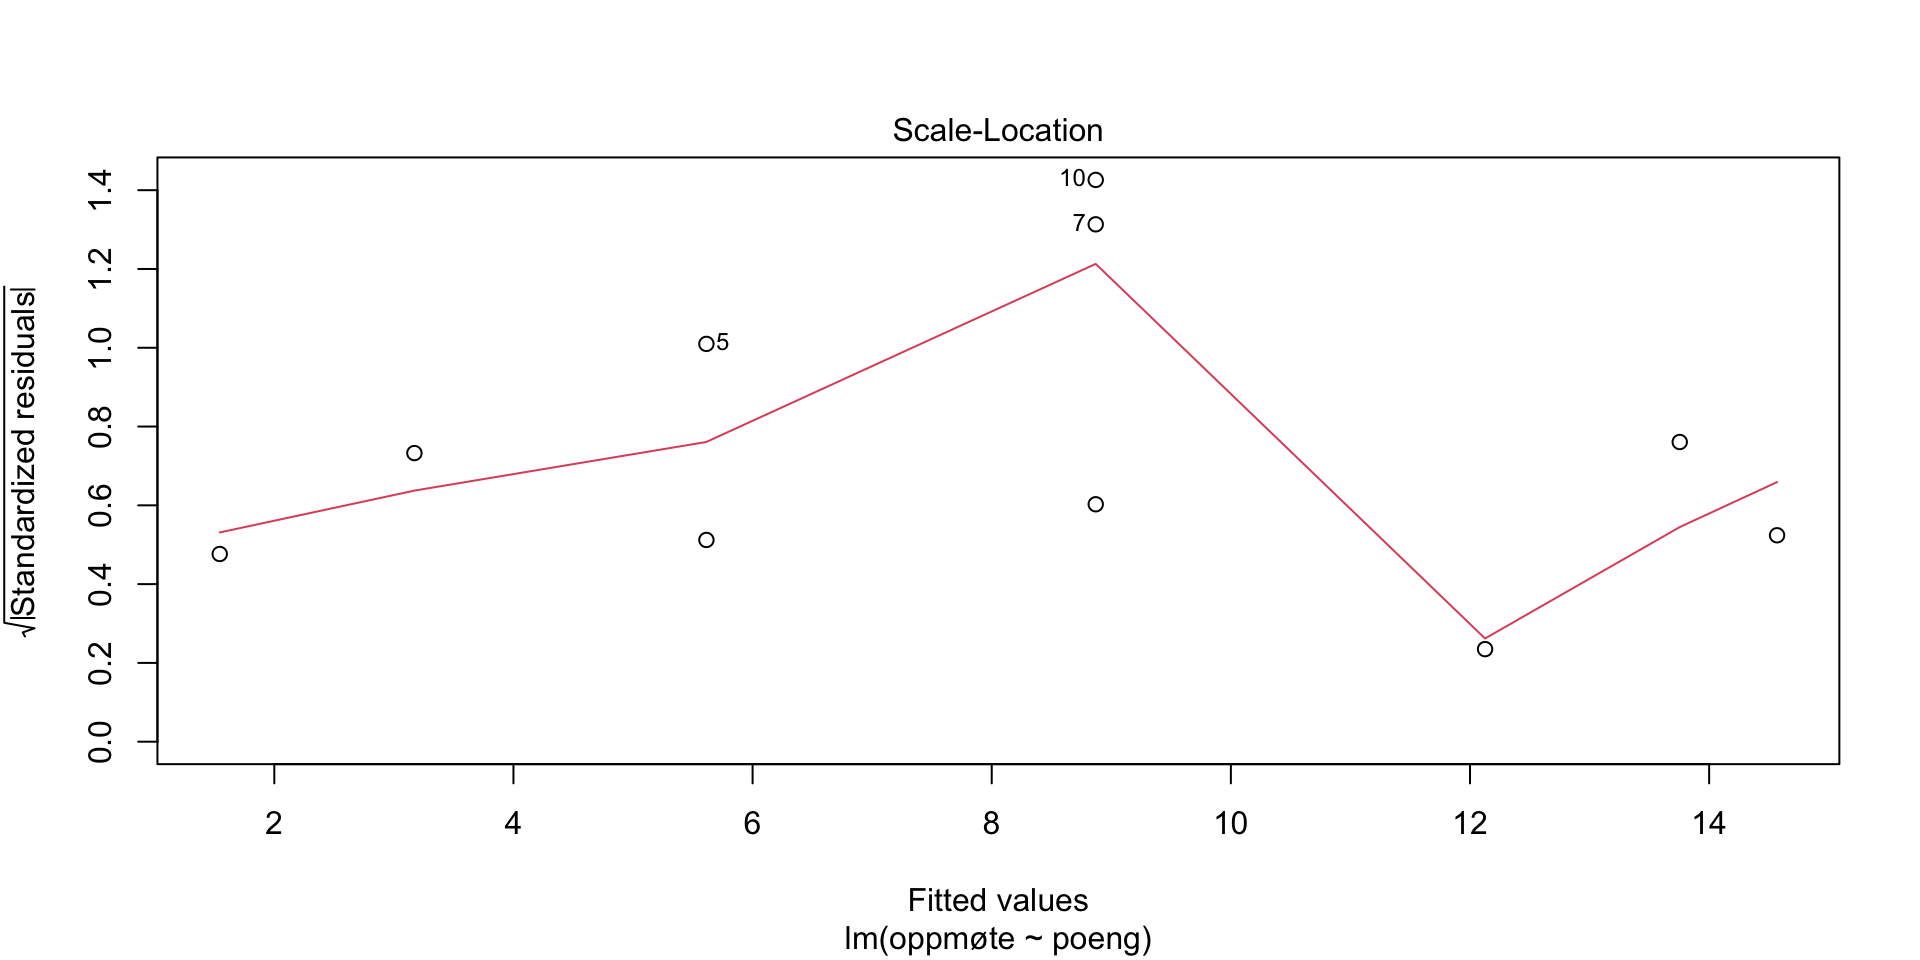 Scale-Location
√|Standardized residuals|
1.4
1.2
1.0
0.8
0.6
0.4
0.2
0.0
10
7
5
2 4 6 8 10 12 14
Fitted values
lm(oppmøte ~ poeng)